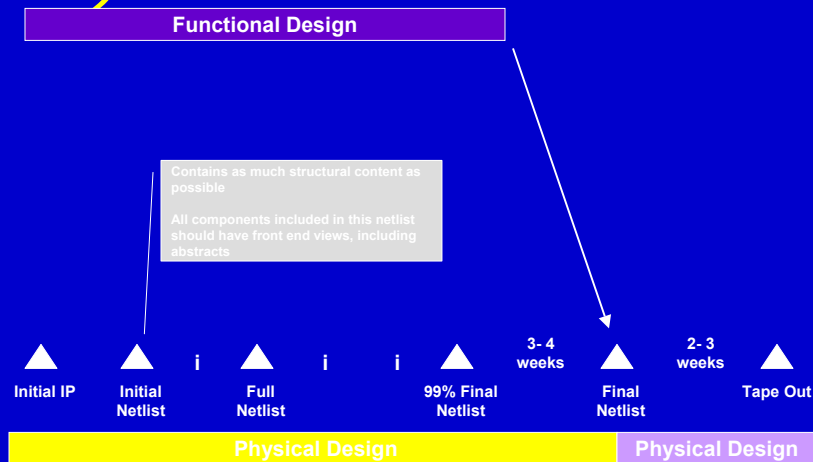 Functional Design
Contains as much structural content as
possible
All components included in this netlist
should have front end views, including
abstracts
3- 4
weeks
2- 3
weeks
i
i
i
Initial IP
Initial
Netlist
Full
Netlist
99% Final
Netlist
Final
Netlist
Tape Out
Physical Design
Physical Design